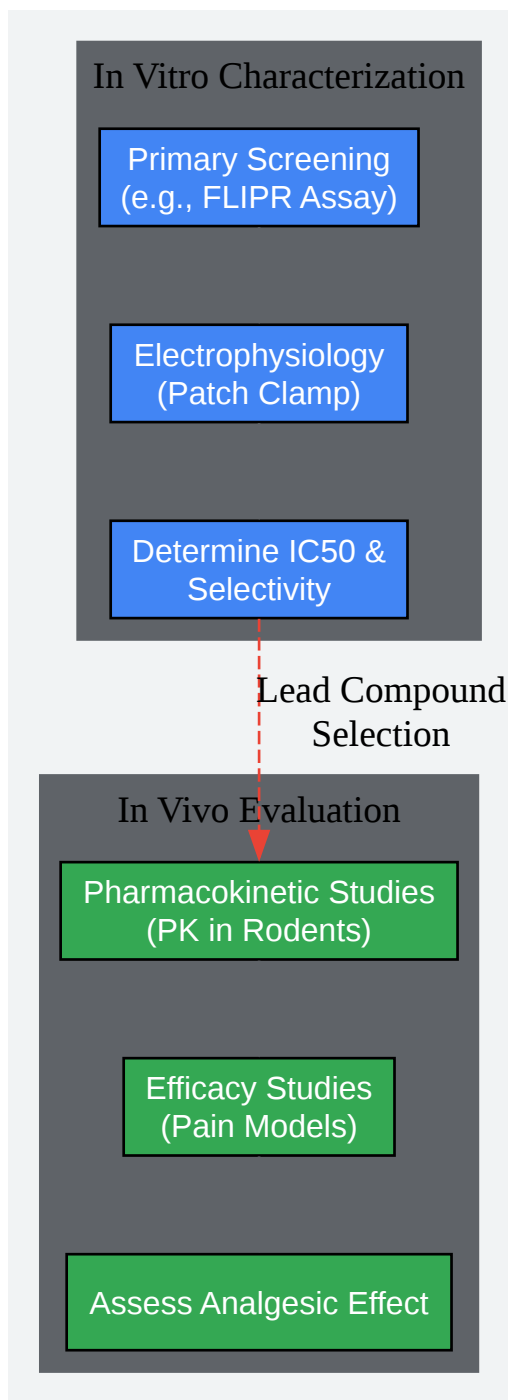 In Vitro Characterization
Primary Screening
(e.g., FLIPR Assay)
Electrophysiology
(Patch Clamp)
Determine IC50 &
Selectivity
Lead Compound
Selection
In Vivo Evaluation
Pharmacokinetic Studies
(PK in Rodents)
Efficacy Studies
(Pain Models)
Assess Analgesic Effect